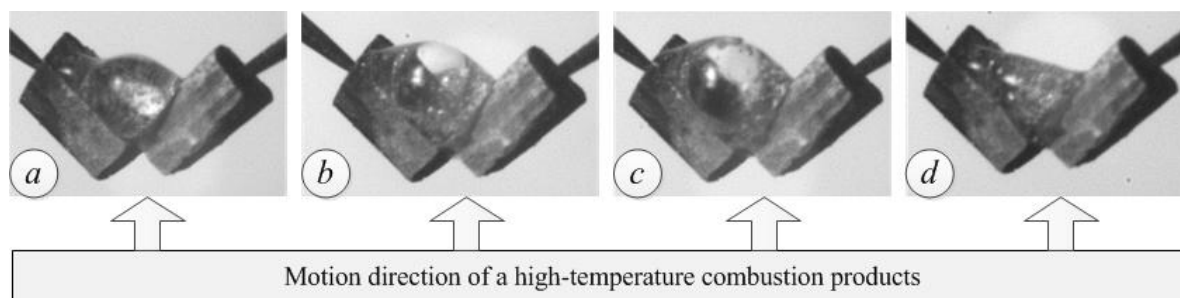 a
b
c
d
Motion direction of a high-temperature combustion products